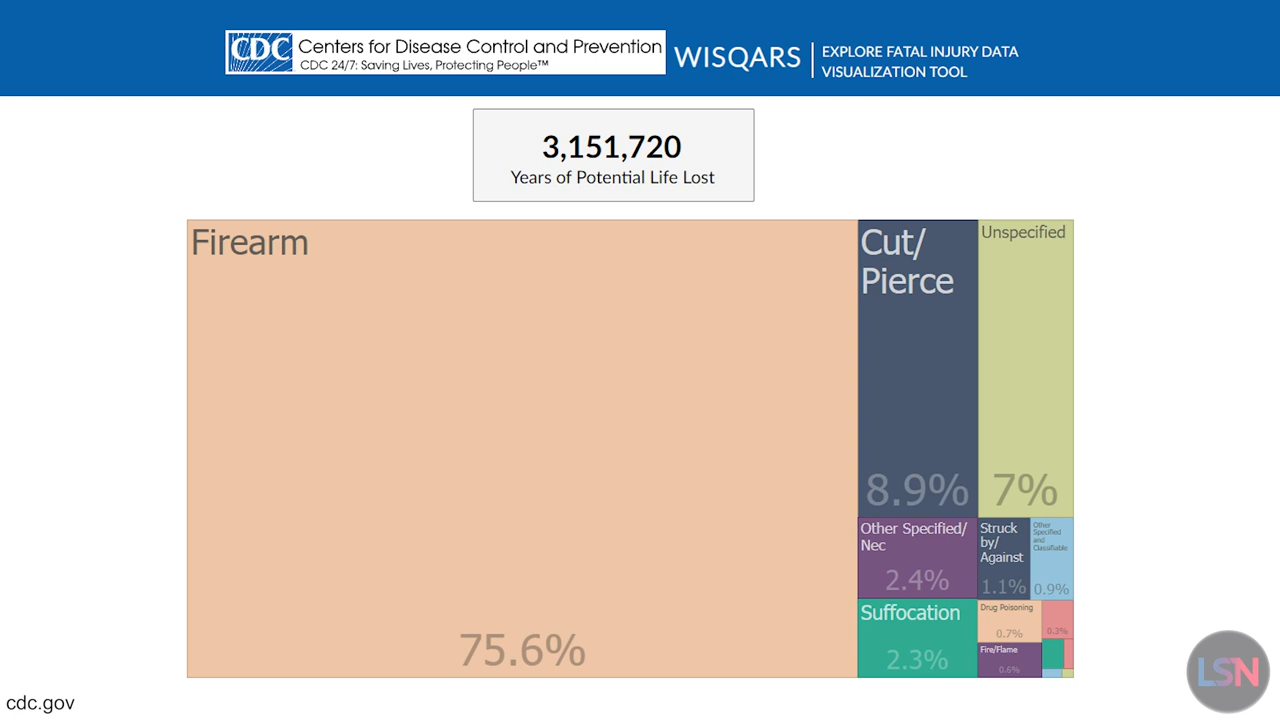 CDC
Centers for Disease Control and Prevention
CDC 24/7: Saving Lives, Protecting People™
WISQARS
EXPLORE FATAL INJURY DATA
VISUALIZATION TOOL
3,151,720
Years of Potential Life Lost
Firearm
75.6%
Cut/
Pierce
8.9%
Unspecified
7%
Other Specified/
Nec
2.4%
Struck
by/
Against
1.1%
Other
Specified
and
Classifiable
0.9%
Suffocation
2.3%
Drug Poisoning
0.7%
0.3%
Fire/Flame
0.6%
cdc.gov
LSN